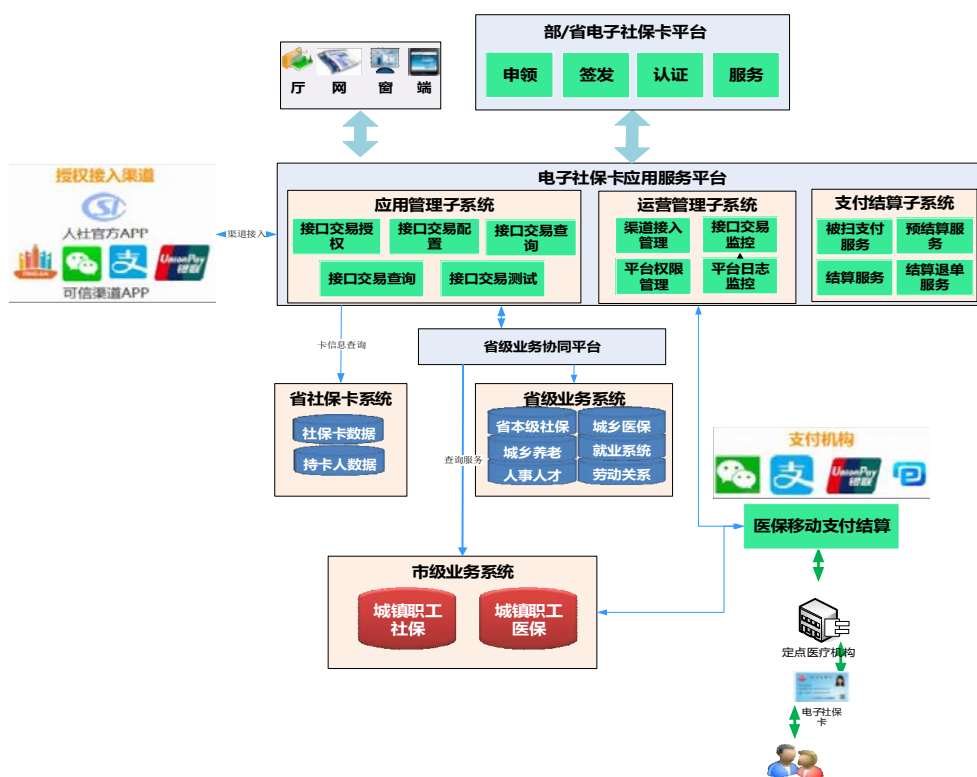 部/省电子社保卡平台
申领
签发
认证
服务
厅
网
窗
端
授权接入渠道
人社官方APP
UnionPay
银联
可信渠道APP
渠道接入
电子社保卡应用服务平台
应用管理子系统
接口交易授
权
接口交易配
置
接口交易查
询
接口交易查询
接口交易测试
运营管理子系统
渠道接入
管理
接口交易
监控
平台权限
管理
平台日志
监控
支付结算子系统
被扫支付
服务
预结算服
务
结算服务
结算退单
服务
卡信息查询
省级业务协同平台
省社保卡系统
社保卡数据
持卡人数据
查询服务
省级业务系统
省本级社保
城乡医保
城乡养老
就业系统
人事人才
劳动关系
支付机构
UnionPay
银联
医保移动支付结算
市级业务系统
城镇职工
社保
城镇职工
医保
定点医疗机构
电子社保
卡